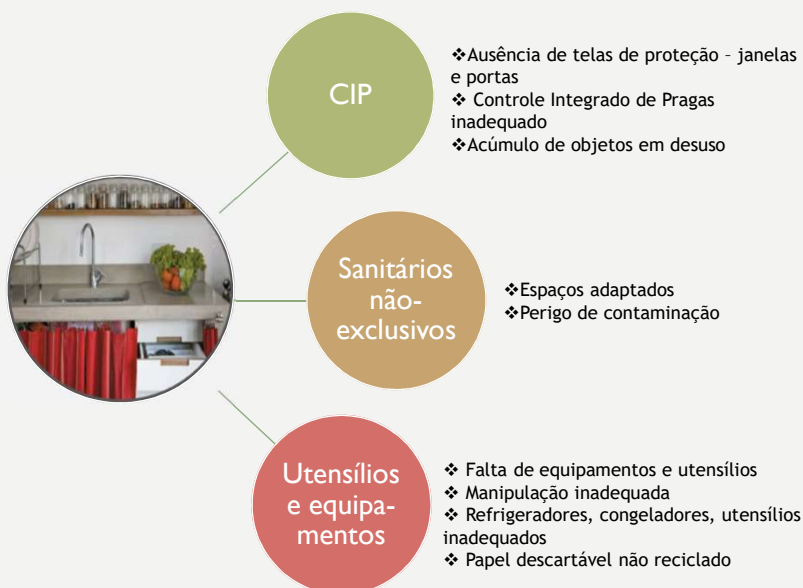 CIP
❖Ausência de telas de proteção – janelas
e portas
❖ Controle Integrado de Pragas
inadequado
❖Acúmulo de objetos em desuso
Sanitários
não-
exclusivos
❖Espaços adaptados
❖Perigo de contaminação
Utensílios
e equipa-
mentos
❖ Falta de equipamentos e utensílios
❖ Manipulação inadequada
❖ Refrigeradores, congeladores, utensílios
inadequados
❖ Papel descartável não reciclado